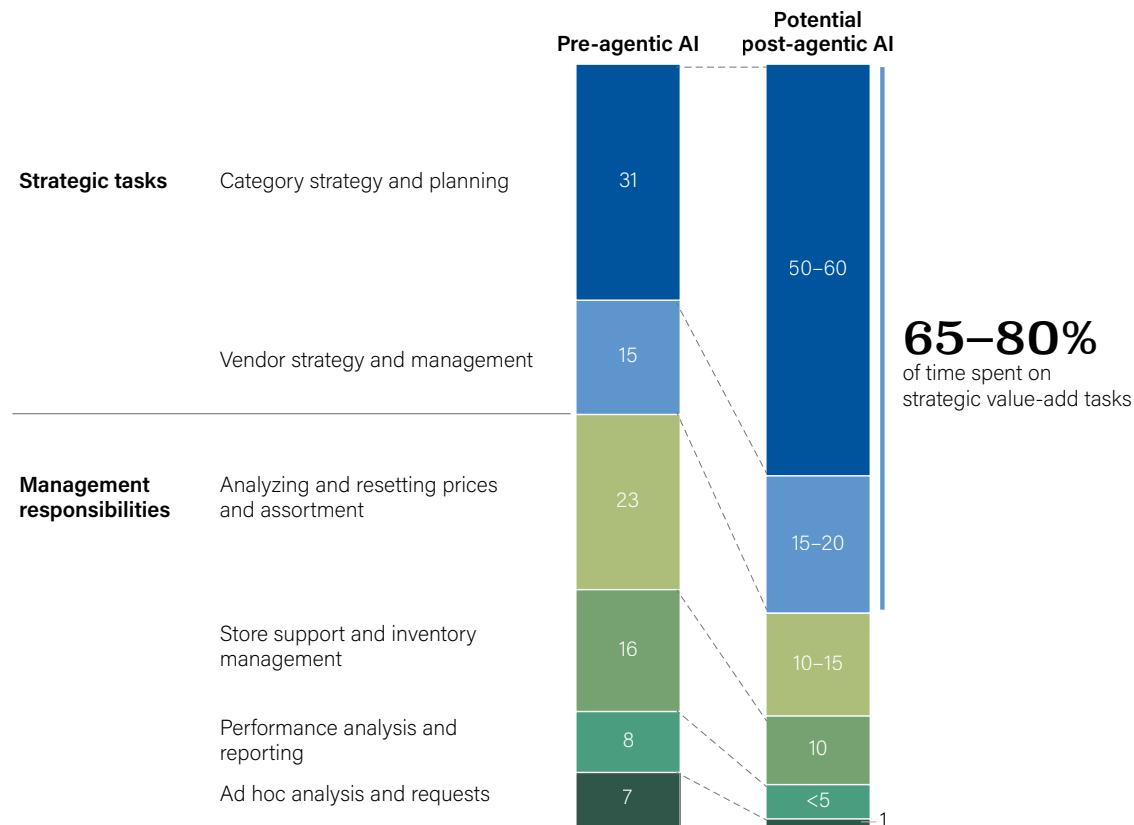 Pre-agentic AI
Potential
post-agentic AI
Strategic tasks
Category strategy and planning
31
50–60
Vendor strategy and management
15
15–20
65–80%
of time spent on
strategic value-add tasks
Management
responsibilities
Analyzing and resetting prices
and assortment
23
10–15
Store support and inventory
management
16
10
Performance analysis and
reporting
8
<5
Ad hoc analysis and requests
7
1